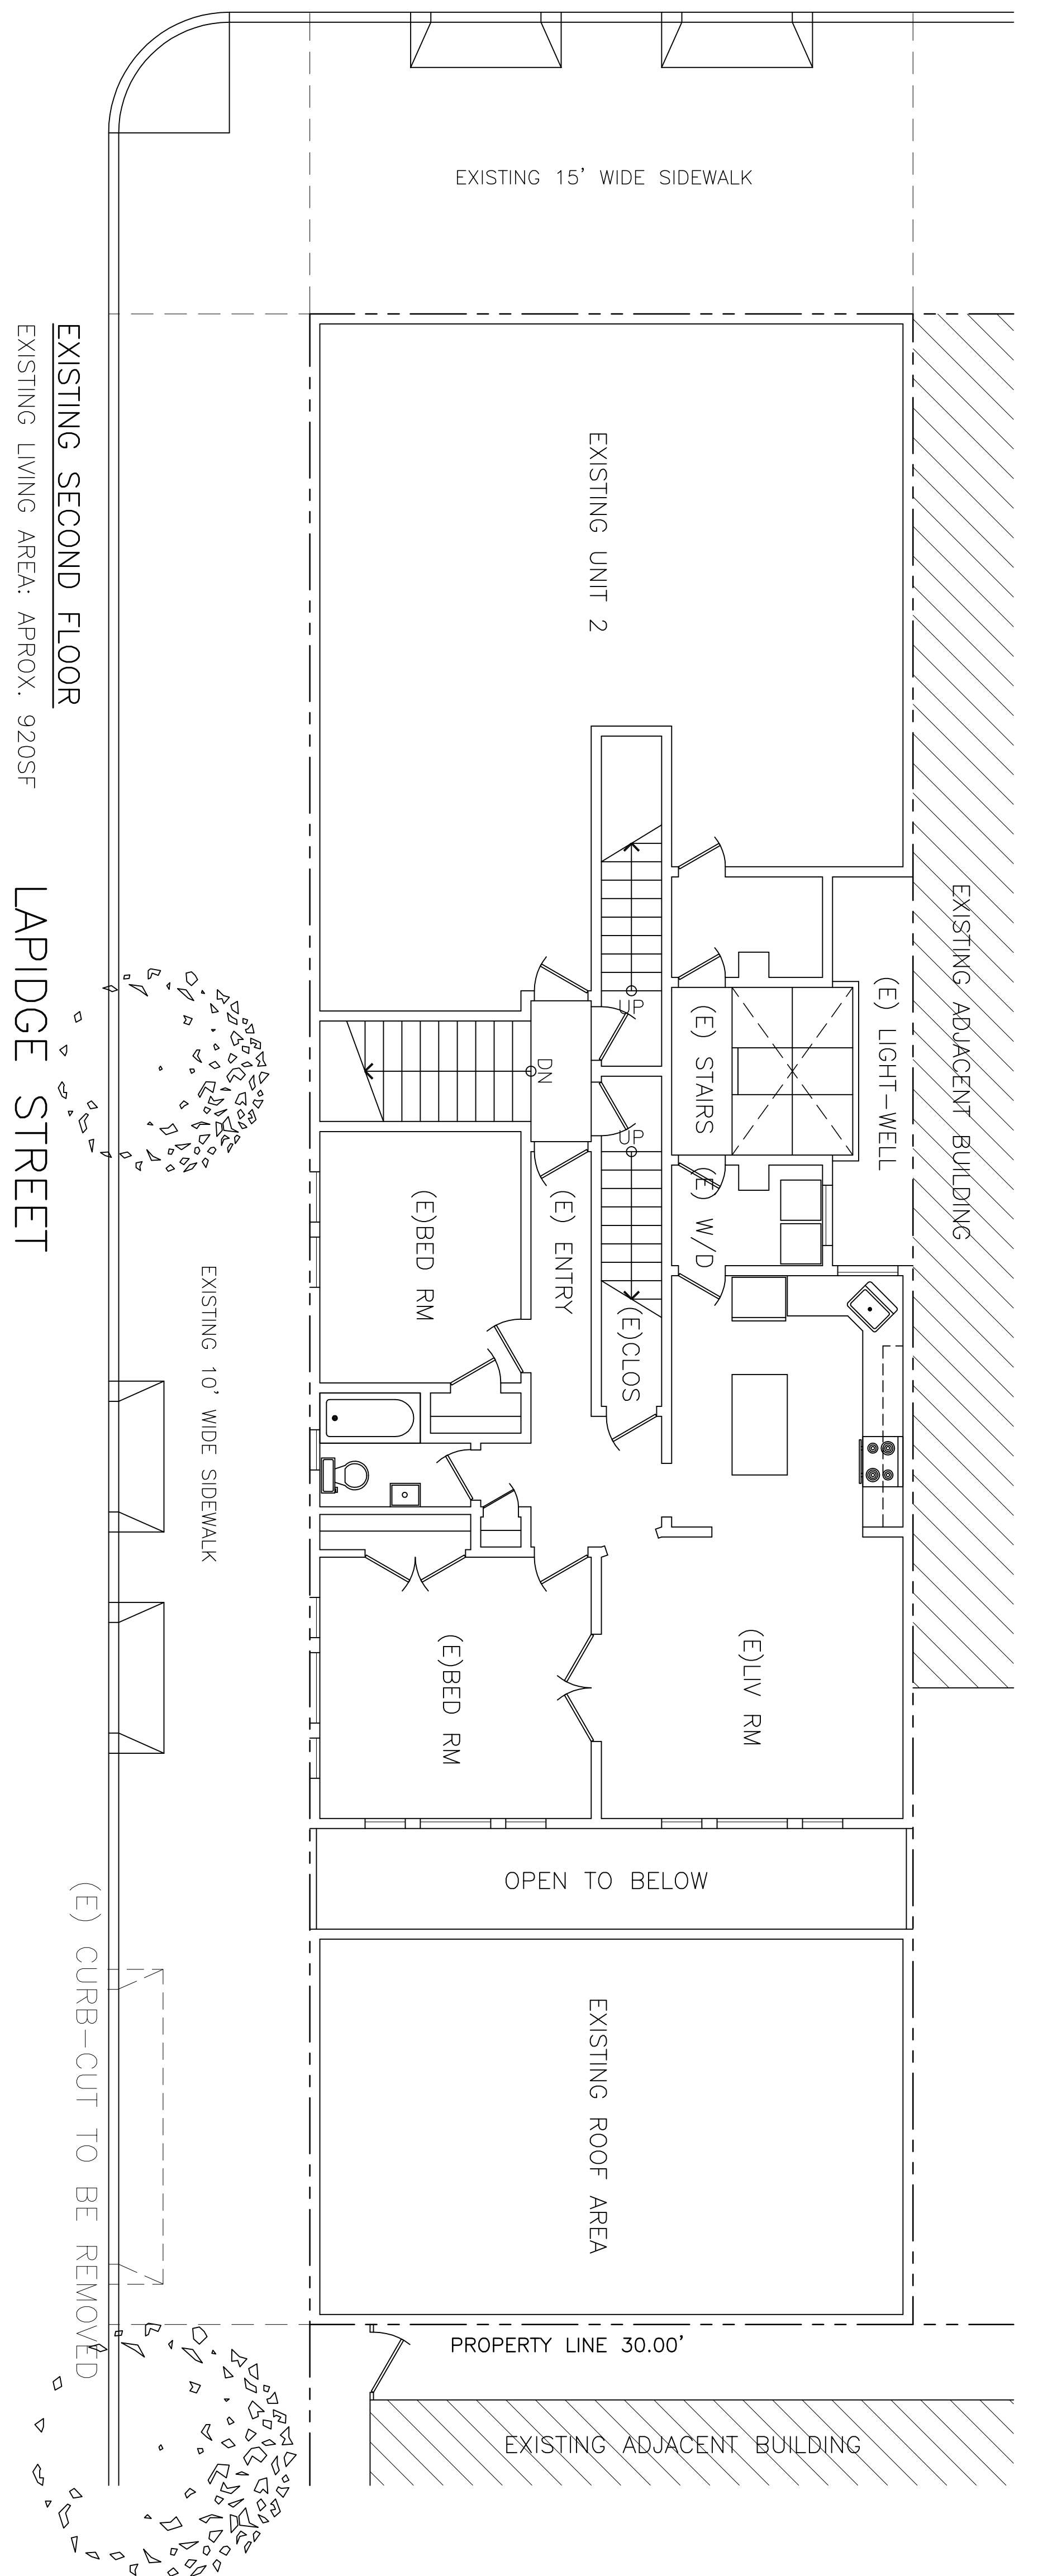 EXISTING 15' WIDE SIDEWALK
EXISTING SECOND FLOOR
EXISTING LIVING AREA: APROX. 920SF
EXISTING UNIT 2
EXISTING ADJACENT BUILDING
LAPIDGE STREET
(E) LIGHT-WELL
UP
(E) STAIRS
DN
UP
(E) W/D
(E)BED RM
(E) ENTRY
(E)CLOS
EXISTING 10' WIDE SIDEWALK
(E)BED RM
(E)LIV RM
OPEN TO BELOW
(E) CURB-CUT TO BE REMOVED
EXISTING ROOF AREA
PROPERTY LINE 30.00'
EXISTING ADJACENT BUILDING